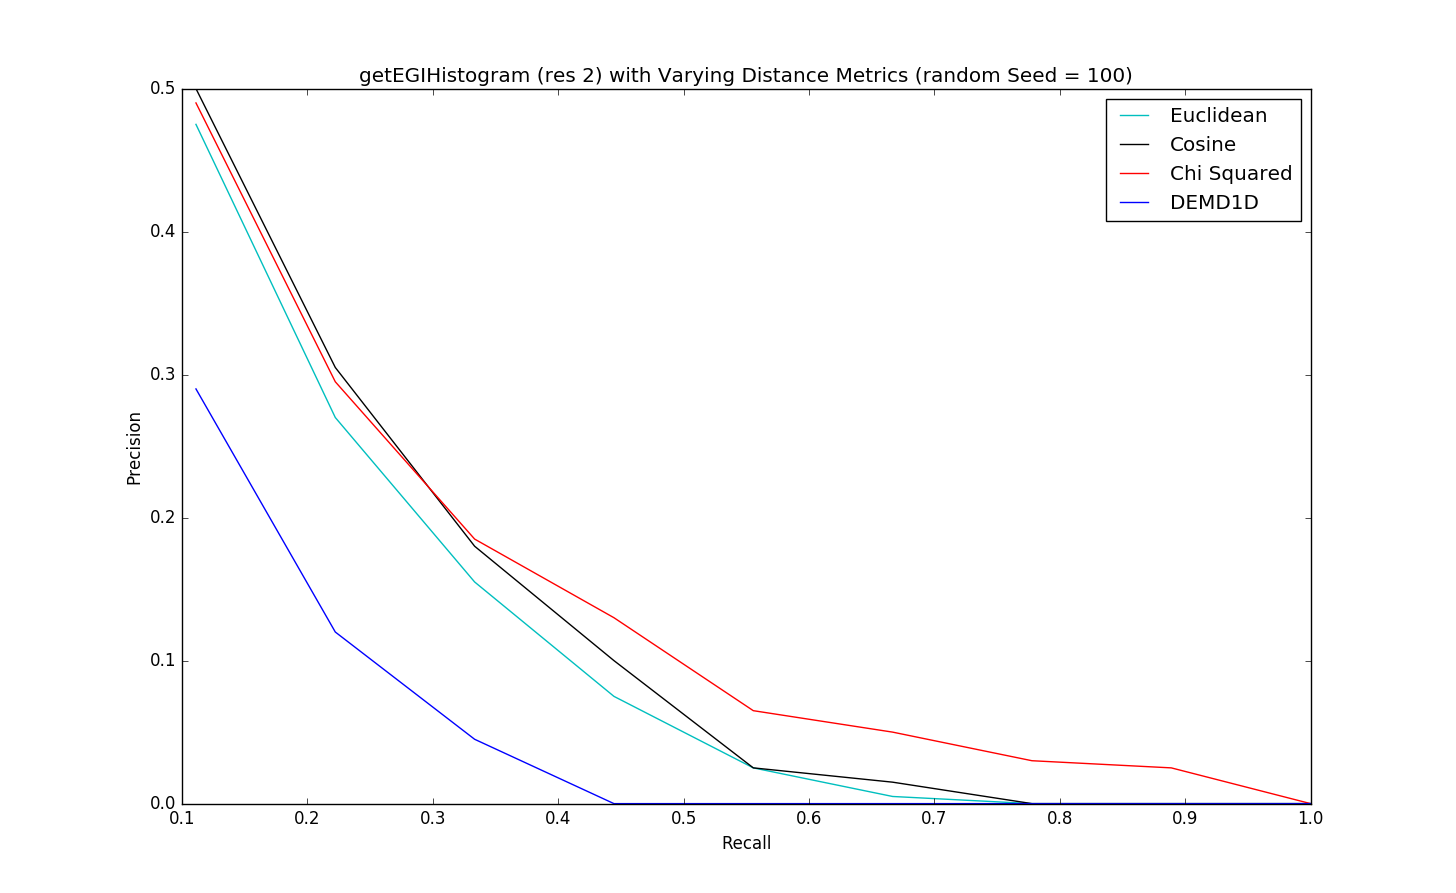 getEGIHistogram (res 2) with Varying Distance Metrics (random Seed = 100)
0.5
0.4
0.3
0.2
0.1
0.0
Precision
Euclidean
Cosine
Chi Squared
DEMD1D
0.1 0.2 0.3 0.4 0.5 0.6 0.7 0.8 0.9 1.0
Recall